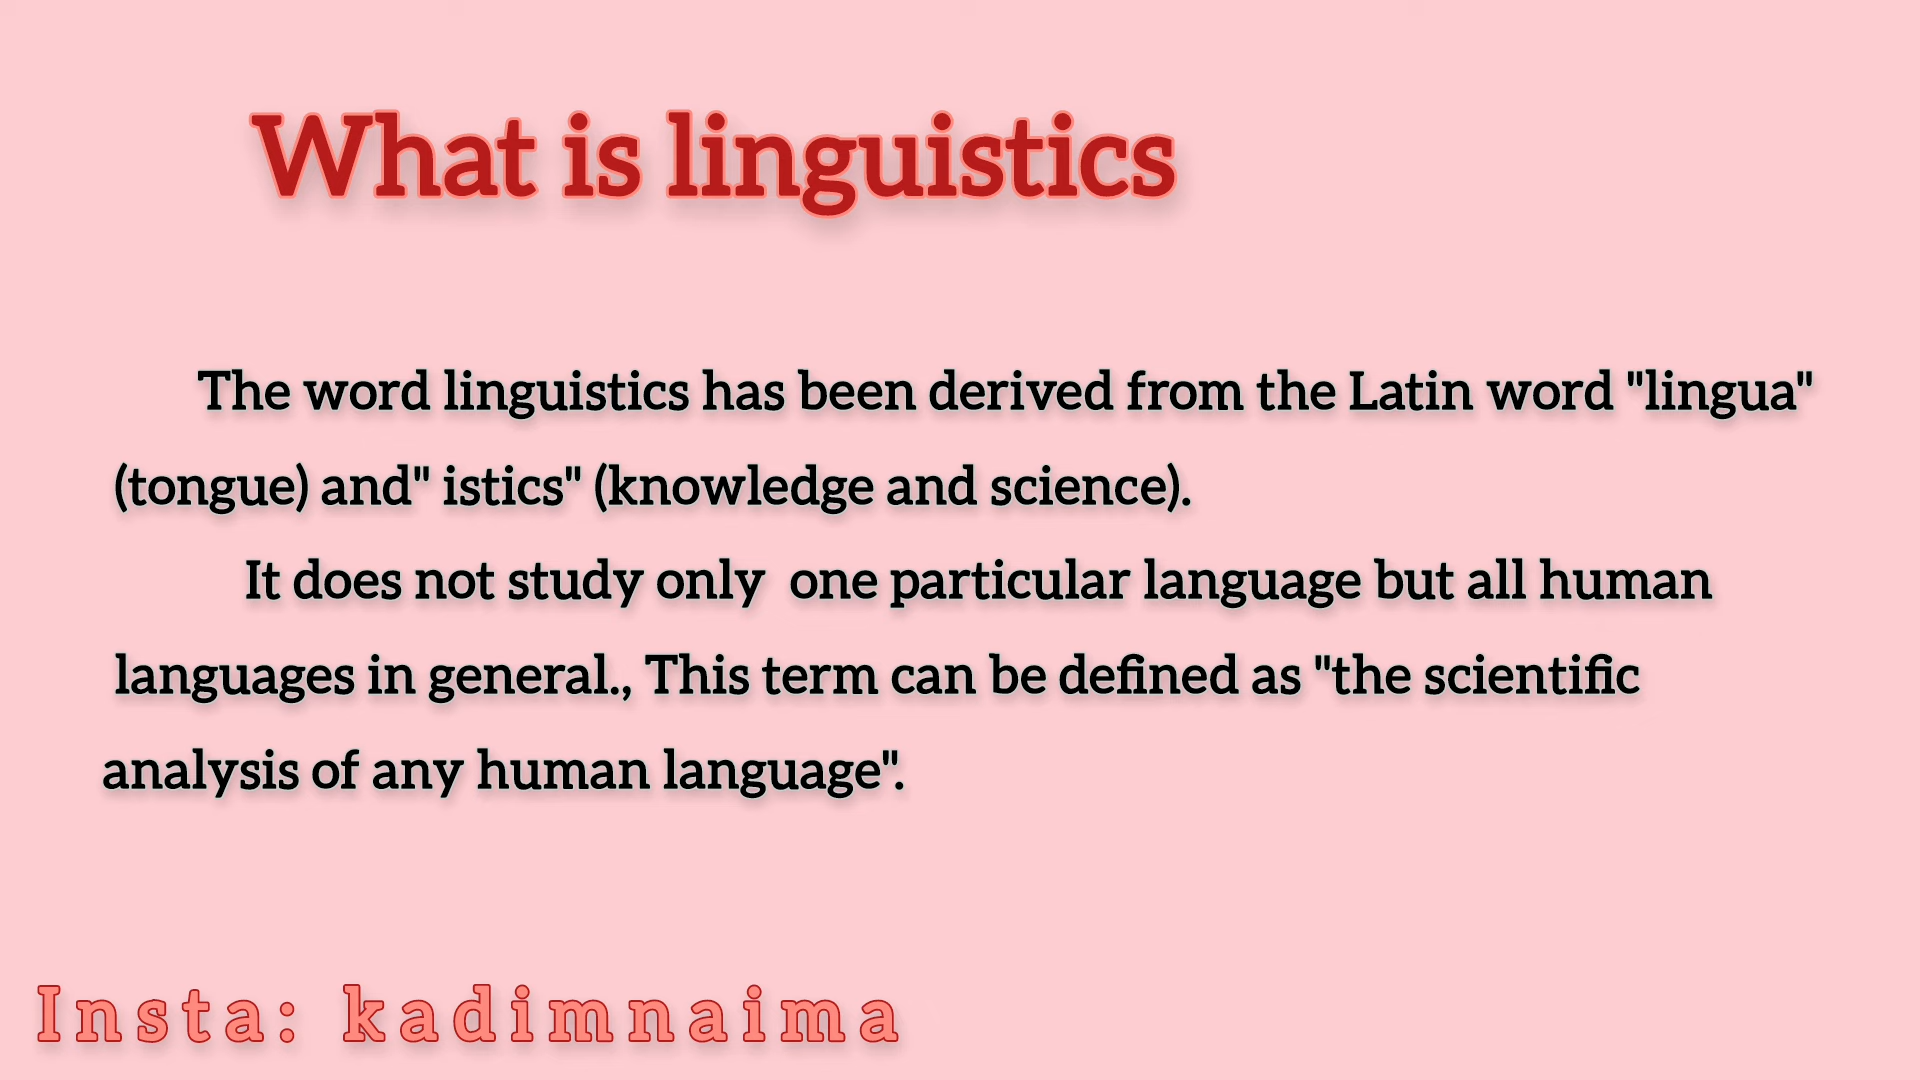 What is linguistics
The word linguistics has been derived from the Latin word "lingua"
(tongue) and" istics" (knowledge and science).
It does not study only  one particular language but all human
languages in general., This term can be defined as "the scientific
analysis of any human language".
Insta: kadimnaima